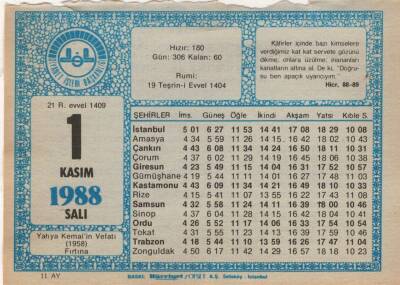 Hızır: 180
Gün: 306 Kalan: 60
Rumi:
19 Teşrin-i Evvel 1404
Kâfirler içinde bazı kimselere
verdiğimiz kat kat servete gözünü
dikme; onlara üzülme; inananları
kanatların altına al. De ki, "Doğru-
su ben apaçık uyarıcıyım."
Hicr, 88-89
21 R. evvel 1409
1
KASIM
1988
SALI
Yahya Kemal'in Vefatı
(1958)
Fırtına
ŞEHİRLER İms. Güneş Öğle İkindi Akşam Yatsı Kıble S.
İstanbul 5 01 6 27 11 53 14 41 17 08 18 29 10 08
Amasya 4 34 5 59 11 26 14 15 16 42 18 02 10 40
Çankırı 4 43 6 08 11 34 14 24 16 50 18 11 10 31
Çorum 4 37 6 02 11 29 14 19 16 45 18 06 10 38
Giresun 4 23 5 49 11 15 14 04 16 31 17 52 10 57
Gümüşhane 4 19 5 44 11 11 14 01 16 27 17 48 11 03
Kastamonu 4 43 6 09 11 34 14 21 16 49 18 10 10 33
Rize 4 15 5 41 11 07 13 55 16 22 17 43 11 08
Samsun 4 32 5 58 11 24 14 12 16 39 18 00 10 46
Sinop 4 37 6 04 11 28 14 15 16 42 18 04 10 41
Ordu 4 26 5 52 11 17 14 06 16 33 17 54 10 54
Tokat 4 31 5 55 11 23 14 13 16 39 17 59 10 46
Trabzon 4 18 5 44 11 10 13 59 16 26 17 47 11 04
Zonguldak 4 50 6 17 11 42 14 29 16 57 18 18 10 23
11 AY